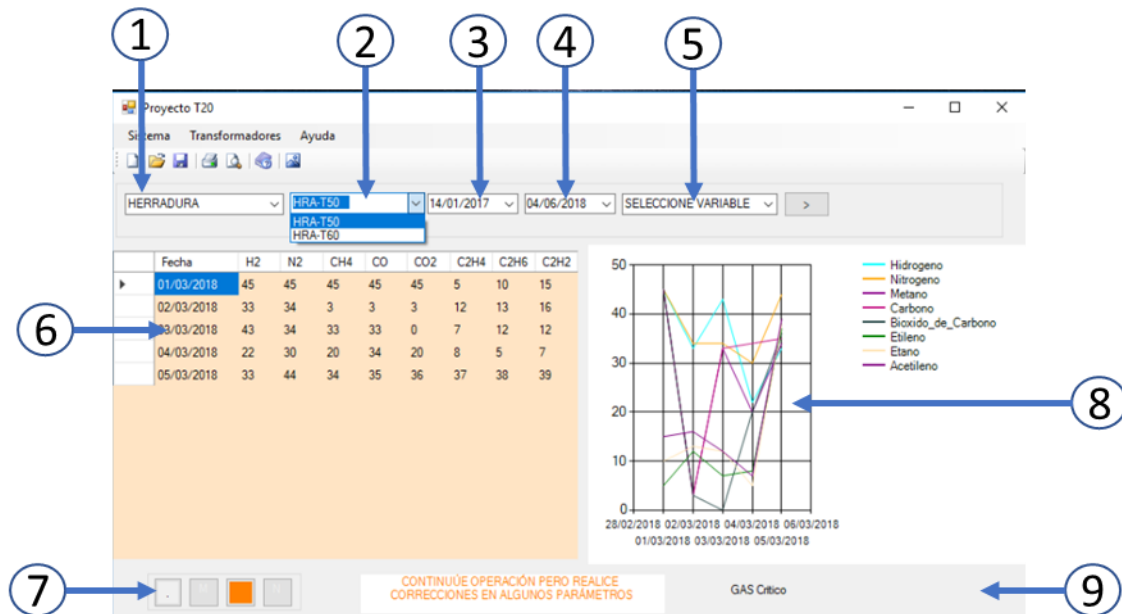 1 2 3 4 5
Proyecto T20
Sistema Transformadores Ayuda
HERRADURA HRA-T50 14/01/2017 04/06/2018 SELECCIONE VARIABLE >
HRA-T50
HRA-T60
Fecha H2 N2 CH4 CO CO2 C2H4 C2H6 C2H2
01/03/2018 45 45 45 45 45 5 10 15
02/03/2018 33 34 3 3 3 12 13 16
03/03/2018 43 34 33 33 0 7 12 12
04/03/2018 22 30 20 34 20 8 5 7
05/03/2018 33 44 34 35 36 37 38 39
6
50
40
30
20
10
0
28/02/2018 02/03/2018 04/03/2018 06/03/2018
01/03/2018 03/03/2018 05/03/2018
Hidrogeno
Nitrogeno
Metano
Carbono
Bioxido_de_Carbono
Etileno
Etano
Acetileno
8
7
.
CONTINUÚE OPERACIÓN PERO REALICE
CORRECCIONES EN ALGUNOS PARÁMETROS
GAS Crítico
9